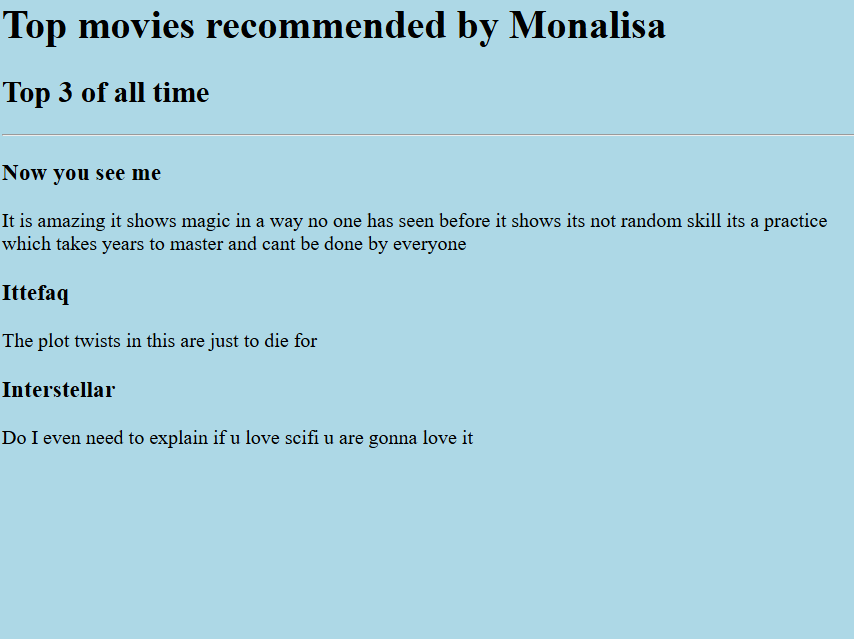 Top movies recommended by Monalisa
Top 3 of all time
Now you see me
It is amazing it shows magic in a way no one has seen before it shows its not random skill its a practice
which takes years to master and cant be done by everyone
Ittefaq
The plot twists in this are just to die for
Interstellar
Do I even need to explain if u love scifi u are gonna love it